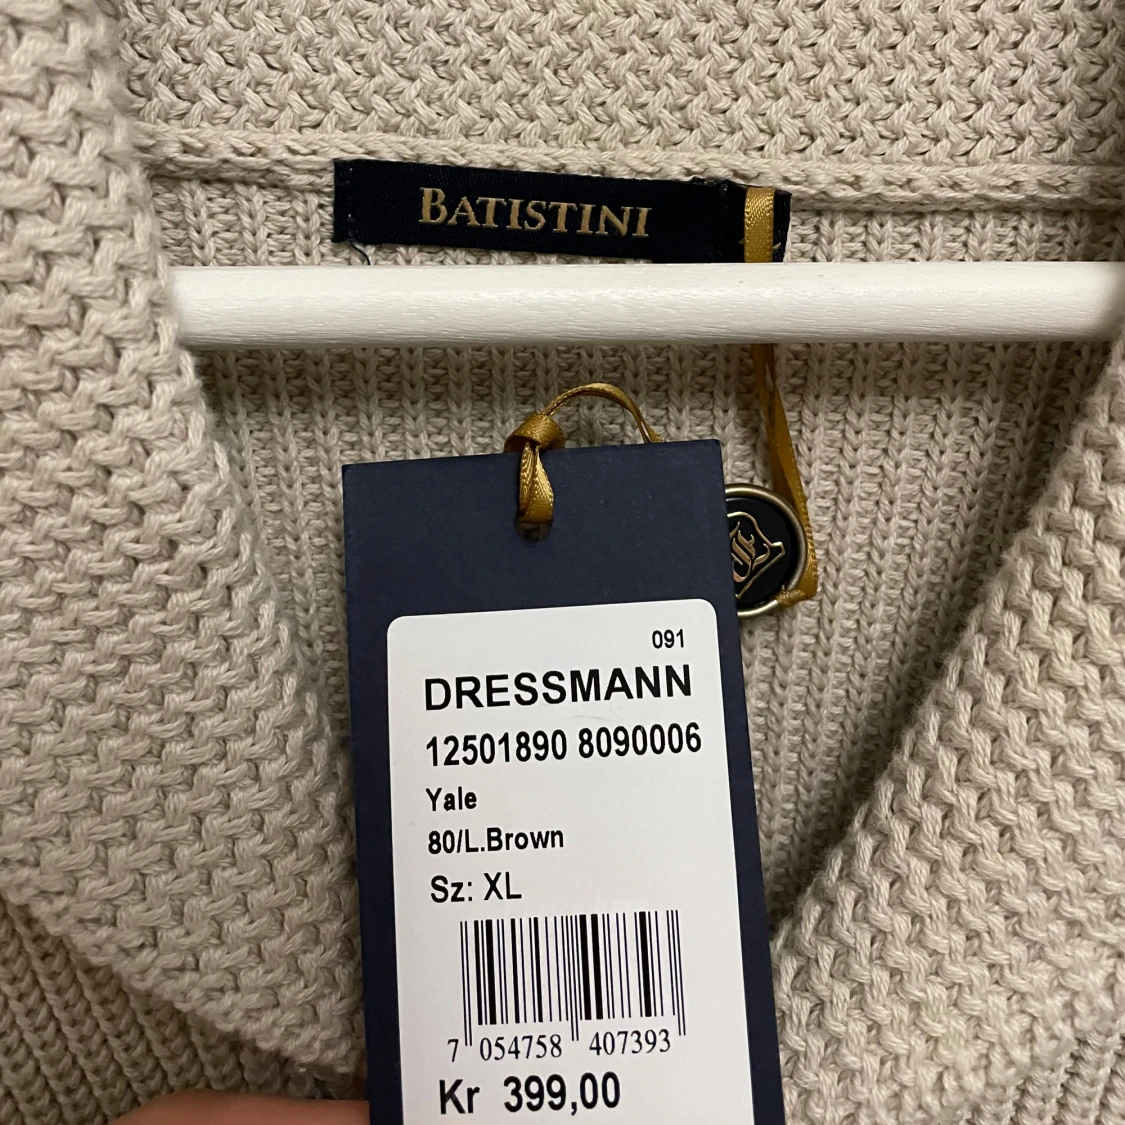 BATISTINI
091
DRESSMANN
12501890 8090006
Yale
80/L.Brown
Sz: XL
7 054758 407393
Kr 399,00